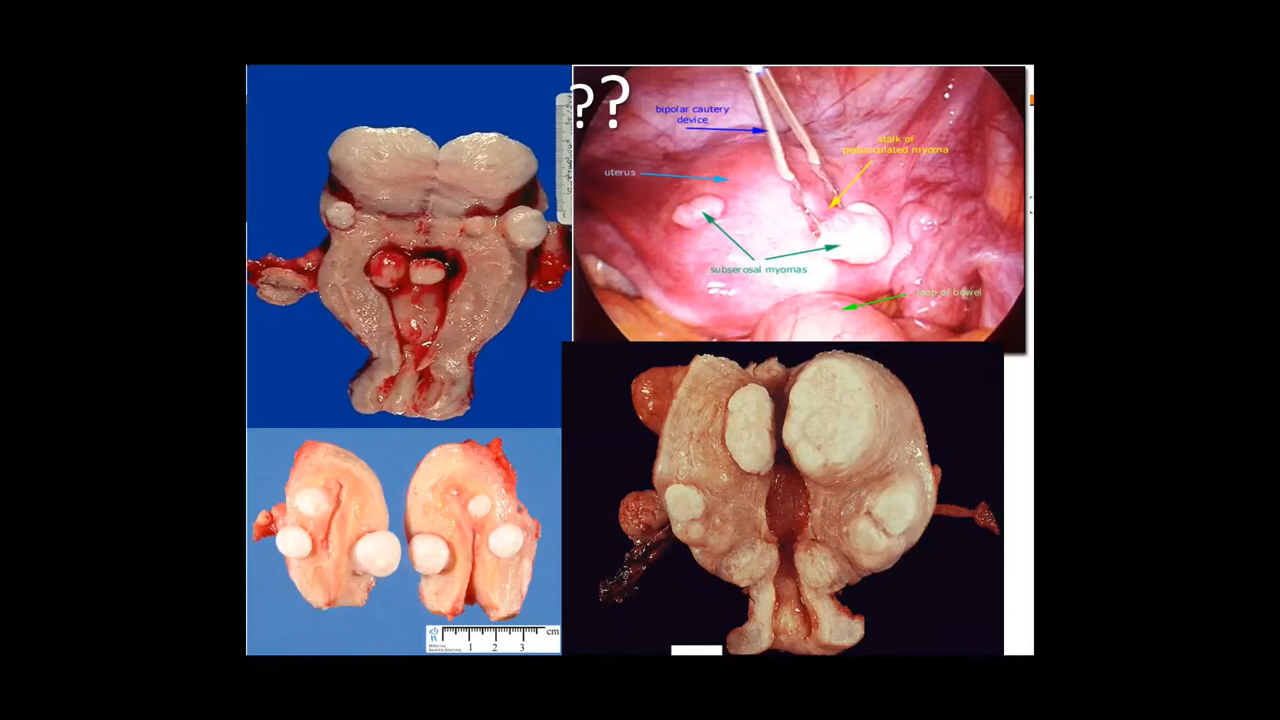 ??
bipolar cautery
device
stalk of
pedunculated myoma
uterus
subserosal myomas
loop of bowel
cm
1 2 3